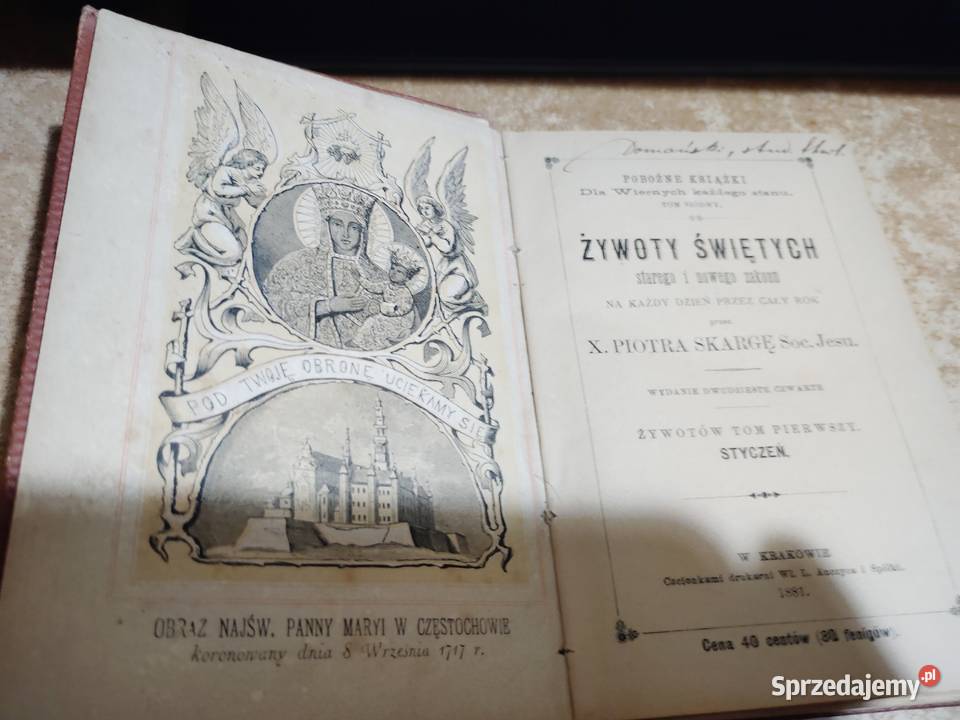 POD TWOJĘ OBRONĘ UCIEKAMY SIĘ
OBRAZ NAJŚW. PANNY MARYI W CZĘSTOCHOWIE
koronowany dnia 8 Września 1717 r.
POBOŻNE KSIĄŻKI
Dla Wiernych każdego stanu.
TOM
ŻYWOTY ŚWIĘTYCH
starego i nowego zakonu
NA KAŻDY DZIEŃ PRZEZ CAŁY ROK
przez
X. PIOTRA SKARGĘ Soc. Jesu.
WYDANIE DWUDZIESTE CZWARTE
ŻYWOTÓW TOM PIERWSZY.
STYCZEŃ.
W KRAKOWIE
Czcionkami drukarni Wł. L. Anczyca i Spółki.
1881.
Cena 40 centów (80 fenigów).
Sprzedajemy.pl